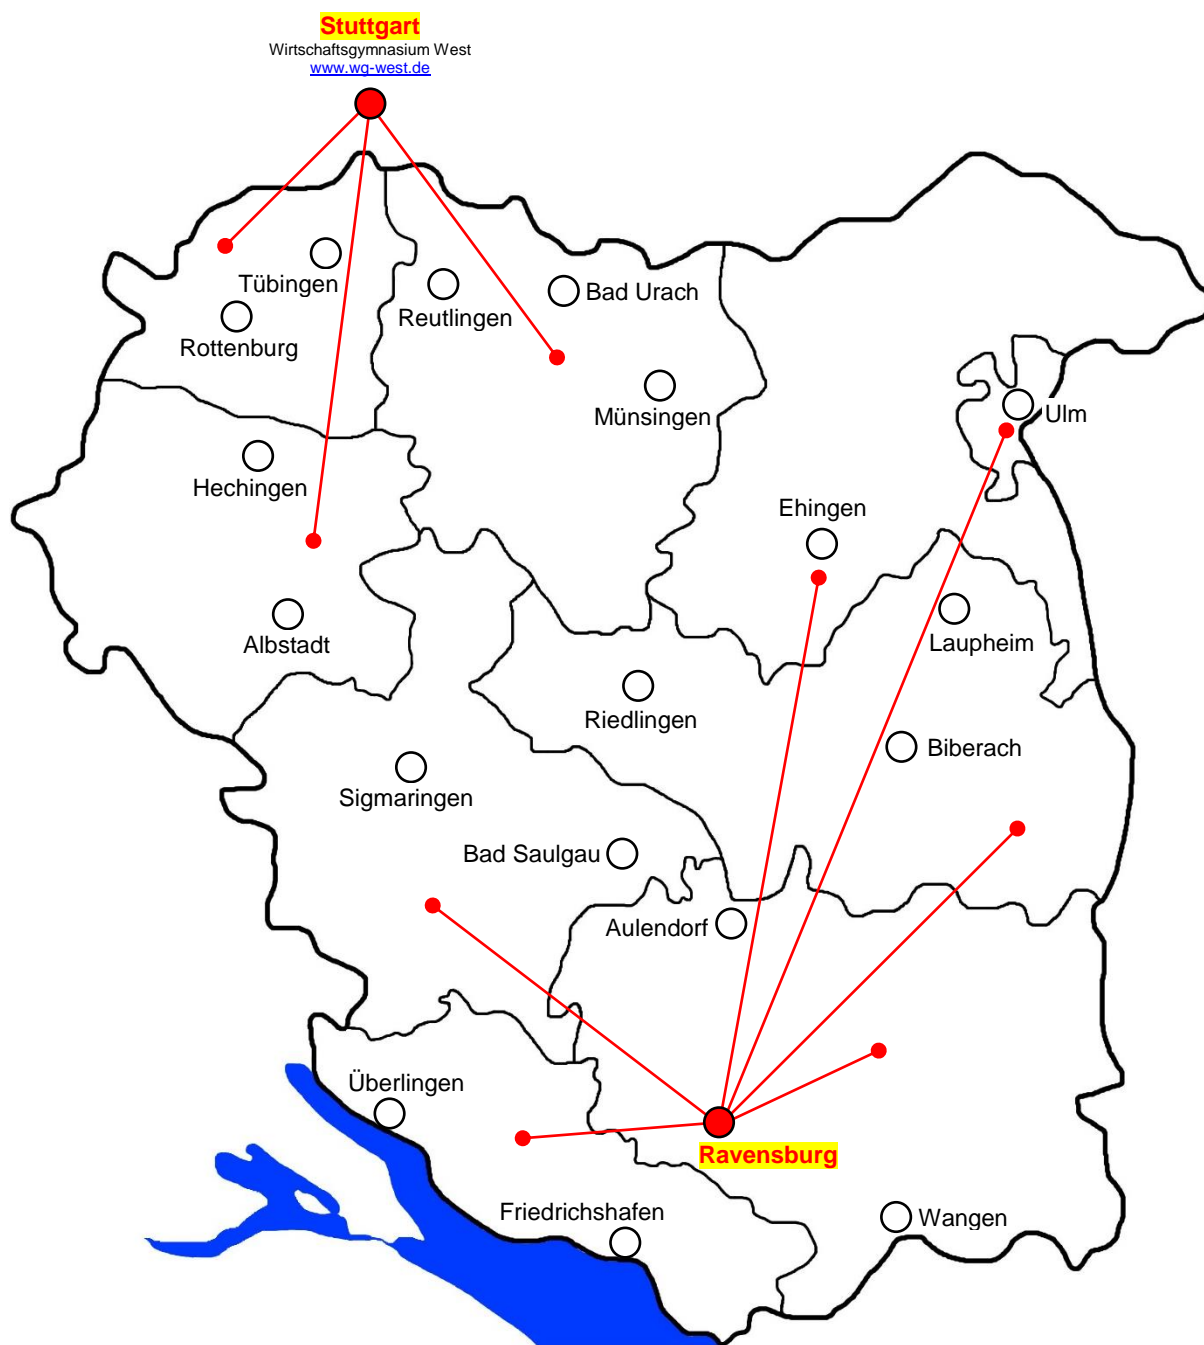 Stuttgart
Wirtschaftsgymnasium West
www.wg-west.de
Tübingen
Reutlingen
Bad Urach
Rottenburg
Münsingen
Ulm
Hechingen
Ehingen
Albstadt
Laupheim
Riedlingen
Biberach
Sigmaringen
Bad Saulgau
Aulendorf
Überlingen
Ravensburg
Friedrichshafen
Wangen